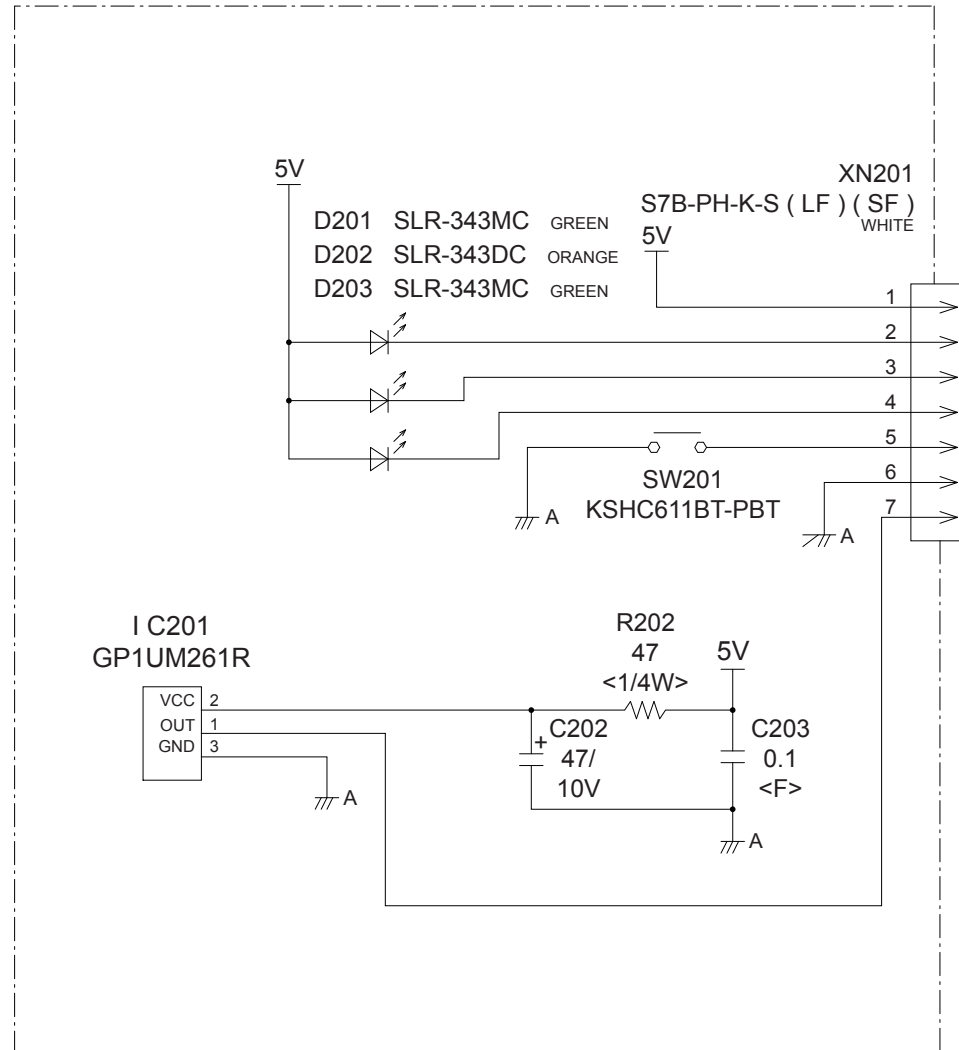 5V
XN201
S7B-PH-K-S ( LF ) ( SF )
WHITE
5V
D201 SLR-343MC GREEN
D202 SLR-343DC ORANGE
D203 SLR-343MC GREEN
1
2
3
4
5
6
7
SW201
KSHC611BT-PBT
A
A
I C201
GP1UM261R
VCC 2
OUT 1
GND 3
A
R202
47
<1/4W>
5V
+
C202
47/
10V
C203
0.1
<F>
A